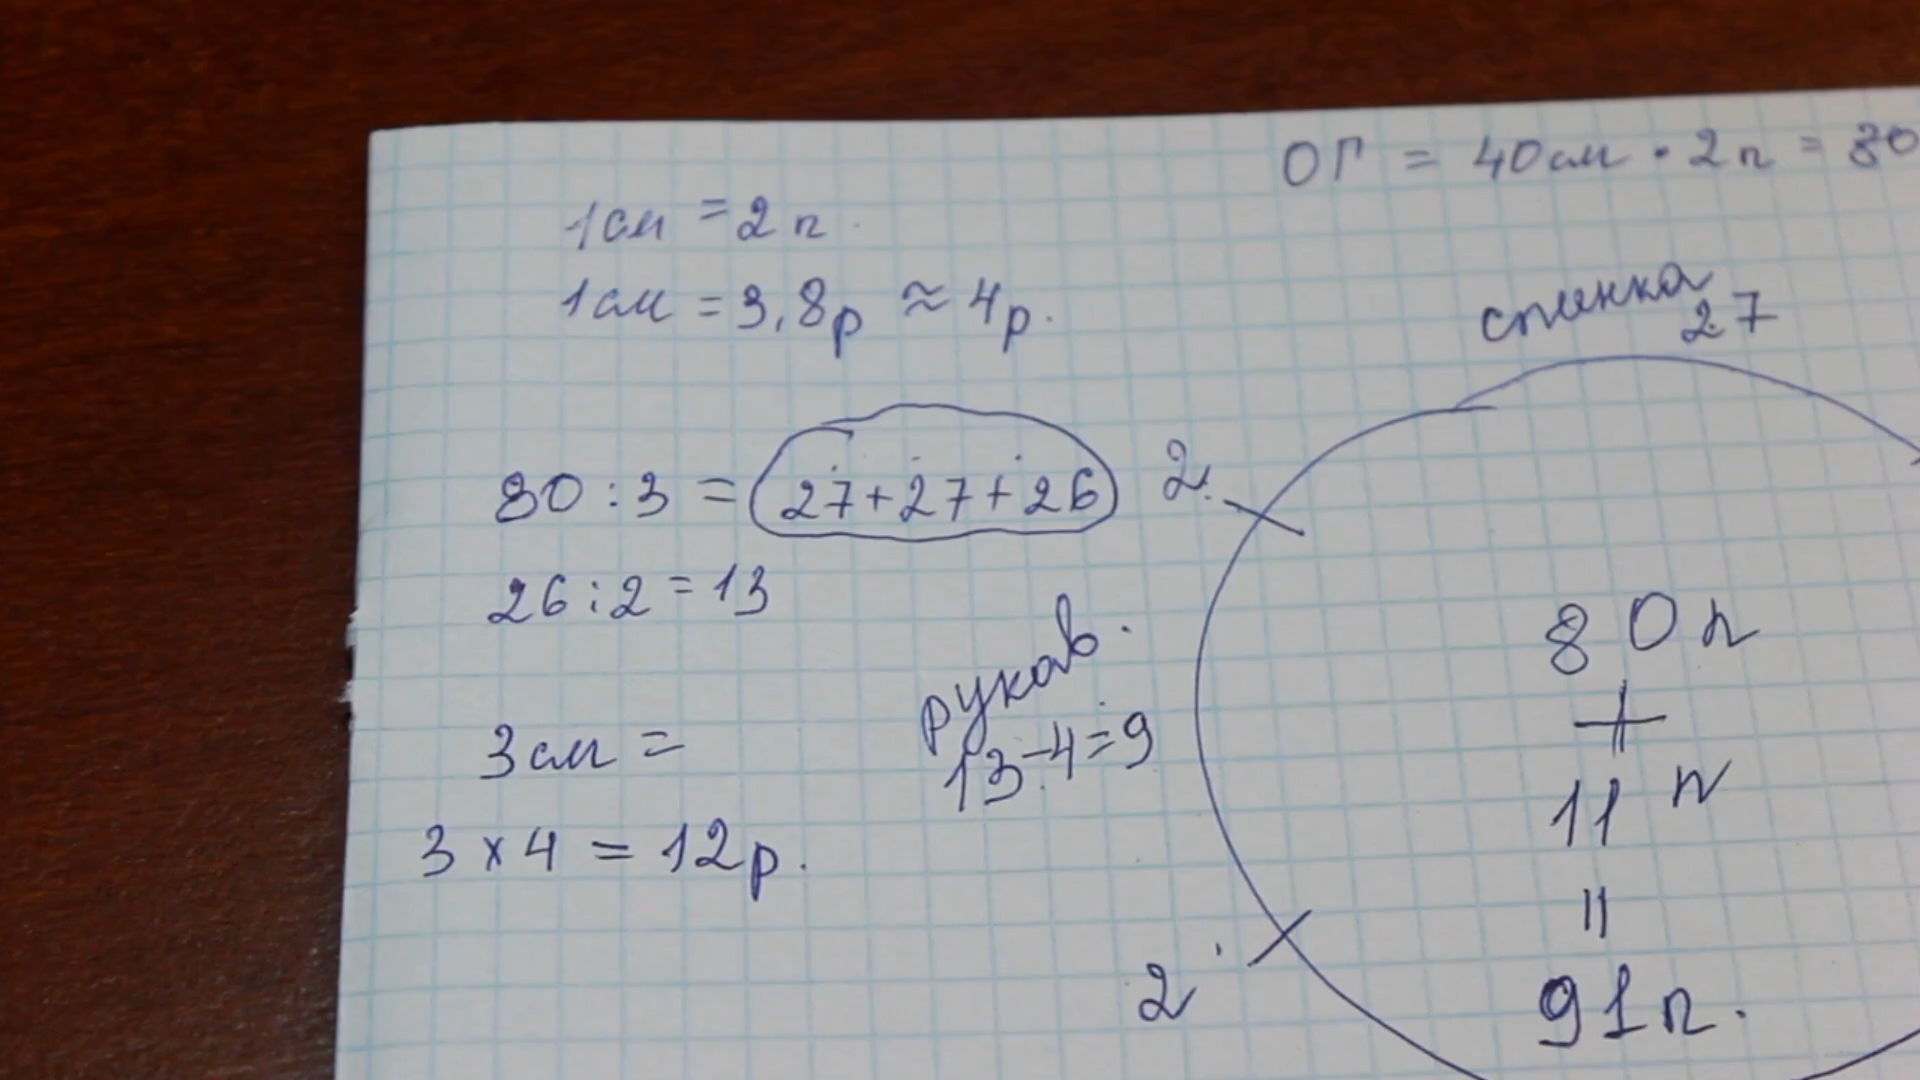 ОГ = 40см · 2п = 80
1см = 2п.
1см = 3,8р ≈ 4р.
спинка
27
80 : 3 = 27+27+26
2.
26 : 2 = 13
рукав.
13-4=9
80п
+
11п
=
91п.
3см =
3 × 4 = 12р.
2